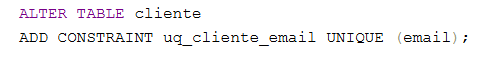 ALTER TABLE cliente
ADD CONSTRAINT uq_cliente_email UNIQUE (email);